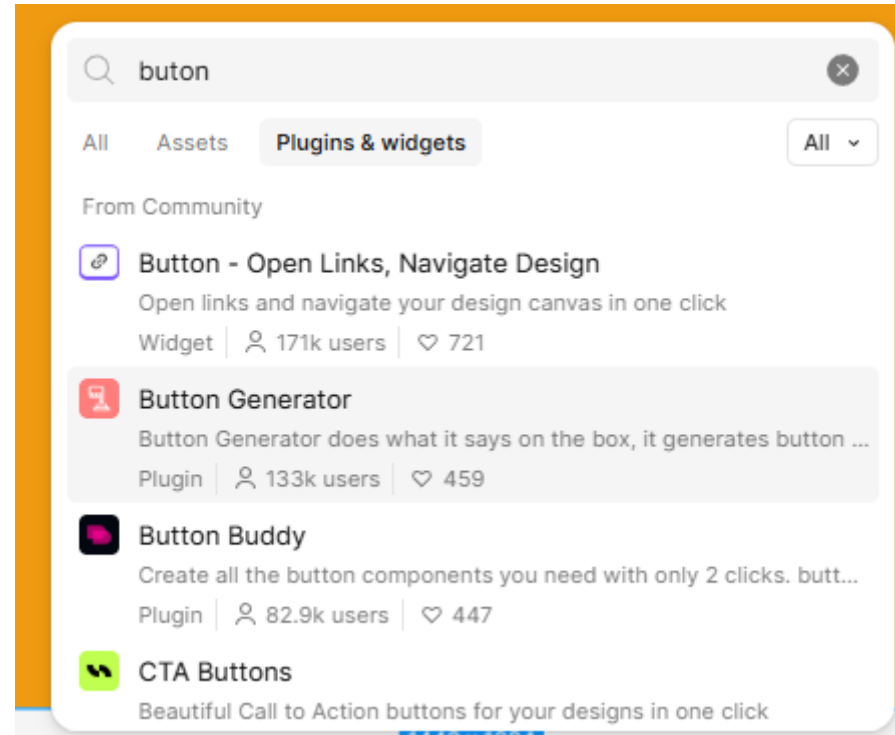 buton
All Assets Plugins & widgets All
From Community
Button - Open Links, Navigate Design
Open links and navigate your design canvas in one click
Widget 171k users 721
Button Generator
Button Generator does what it says on the box, it generates button ...
Plugin 133k users 459
Button Buddy
Create all the button components you need with only 2 clicks. butt...
Plugin 82.9k users 447
CTA Buttons
Beautiful Call to Action buttons for your designs in one click